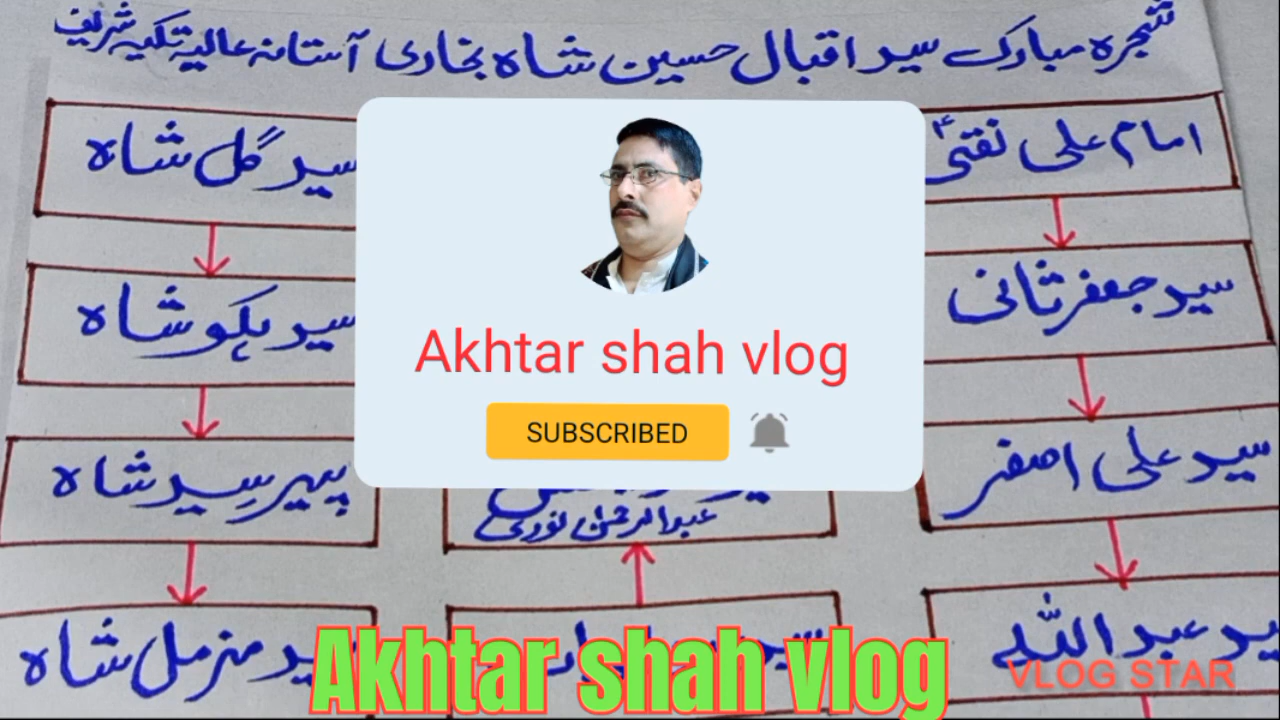 شجرہ مبارک سید اقبال حسین شاہ بخاری آستانہ عالیہ تکیہ شریف
امام علی نقیؑ
سید گل شاہ
سید جعفر ثانی
سید ہکو شاہ
سید علی اصغر
پیر سید شاہ
عبدالرحمٰن نوری
سید عبداللہ
سید مزمل شاہ
Akhtar shah vlog
SUBSCRIBED
Akhtar shah vlog
VLOG STAR